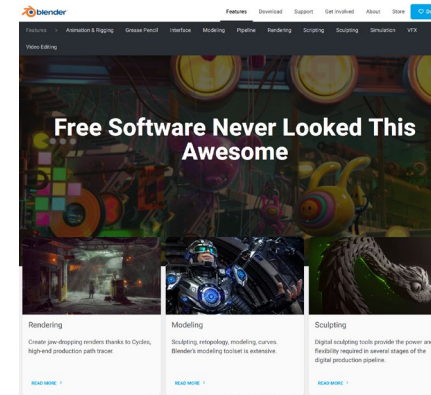 blender
Features Download Support Get Involved About Store
Features > Animation & Rigging Grease Pencil Interface Modeling Pipeline Rendering Scripting Sculpting Simulation VFX
Video Editing
Free Software Never Looked This
Awesome
Rendering Modeling Sculpting
Create jaw-dropping renders thanks to Cycles,
high-end production path tracer.
Sculpting, retopology, modeling, curves.
Blender's modeling toolset is extensive.
Digital sculpting tools provide the power and
flexibility required in several stages of the
digital production pipeline.
READ MORE > READ MORE > READ MORE >